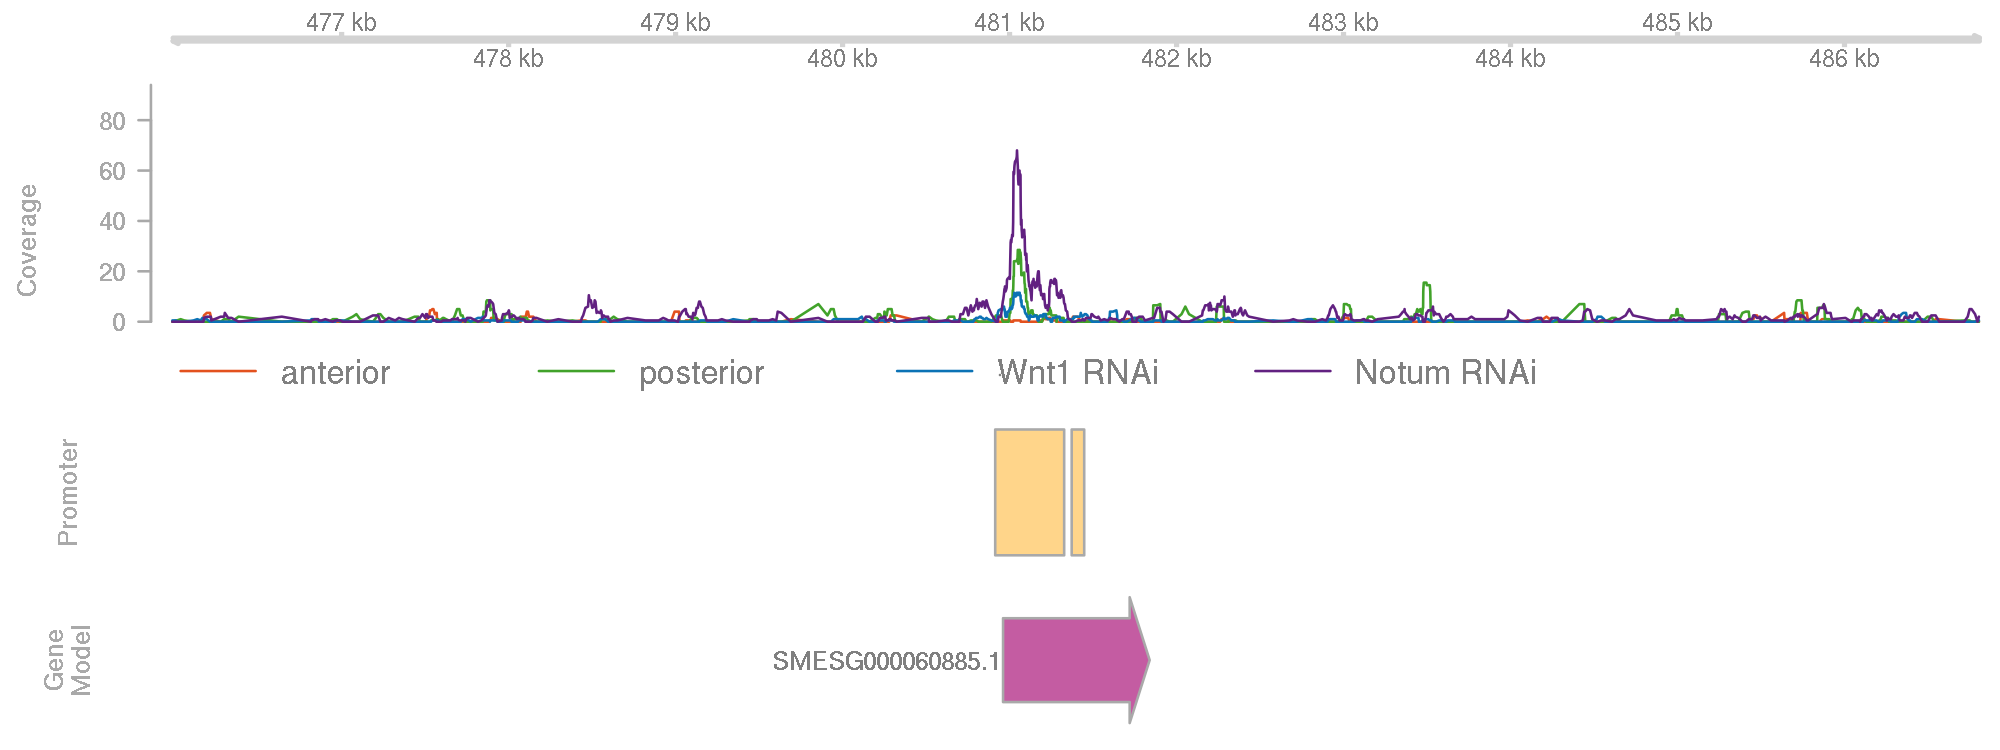 477 kb 479 kb 481 kb 483 kb 485 kb
478 kb 480 kb 482 kb 484 kb 486 kb
80
60
40
20
0
Coverage
anterior posterior Wnt1 RNAi Notum RNAi
Promoter
Gene
Model
SMESG000060885.1